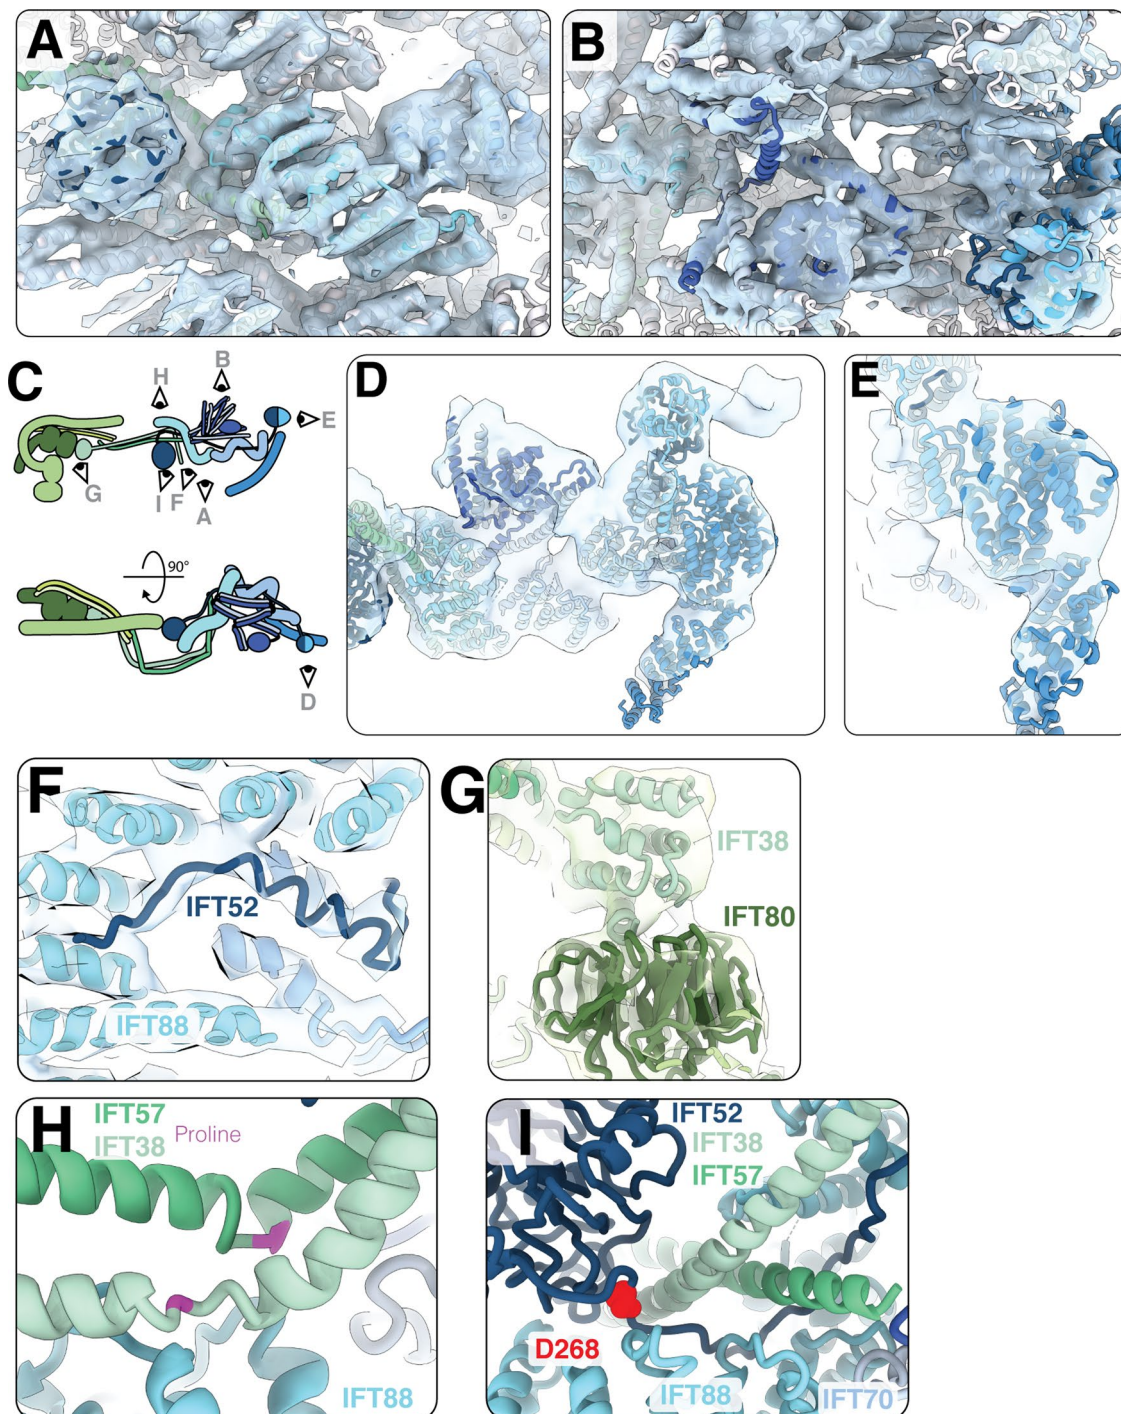 A
B
C
B
H
E
G
I
F
A
90°
D
D
E
F
IFT52
IFT88
G
IFT38
IFT80
H
IFT57
IFT38
Proline
IFT88
I
IFT52
IFT38
IFT57
D268
IFT88
IFT70